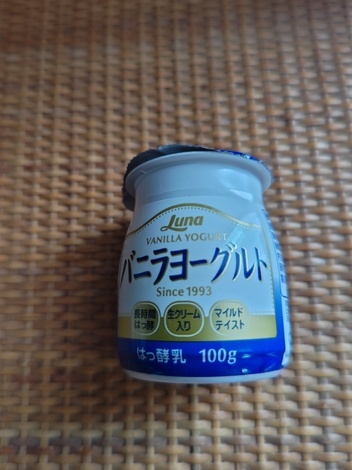 Luna
VANILLA YOGURT
バニラヨーグルト
Since 1993
長時間
はっ酵
生クリーム
入り
マイルド
テイスト
はっ酵乳 100g